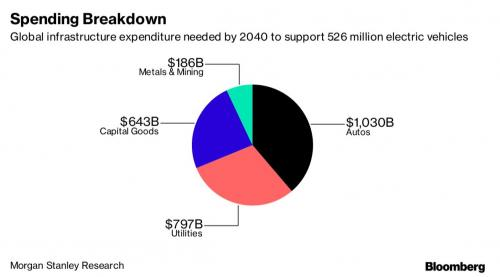 Spending Breakdown
Global infrastructure expenditure needed by 2040 to support 526 million electric vehicles
$186B
Metals & Mining
$643B
Capital Goods
$1,030B
Autos
$797B
Utilities
Morgan Stanley Research
Bloomberg